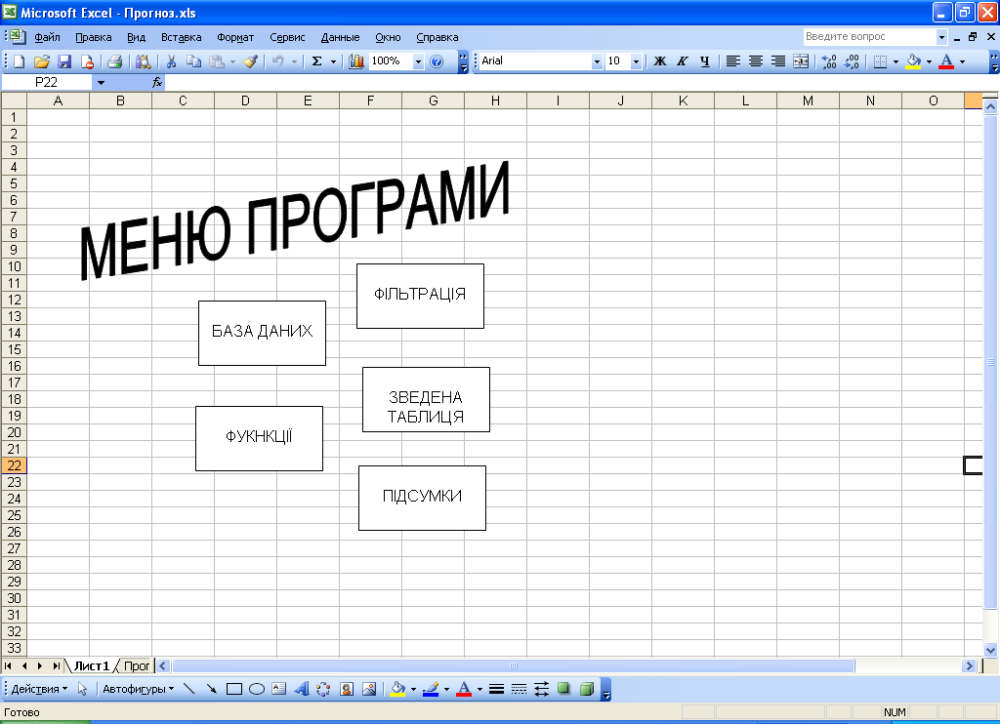 Microsoft Excel - Прогноз.xls
Файл Правка Вид Вставка Формат Сервис Данные Окно Справка
Введите вопрос
100%
Arial
10
Ж К Ч
P22
fx
A B C D E F G H I J K L M N O
1
2
3
4
5
6
7
8
9
10
11
12
13
14
15
16
17
18
19
20
21
22
23
24
25
26
27
28
29
30
31
32
33
МЕНЮ ПРОГРАМИ
ФІЛЬТРАЦІЯ
БАЗА ДАНИХ
ЗВЕДЕНА
ТАБЛИЦЯ
ФУКНКЦІЇ
ПІДСУМКИ
Лист1
Прог
Действия
Автофигуры
Готово
NUM